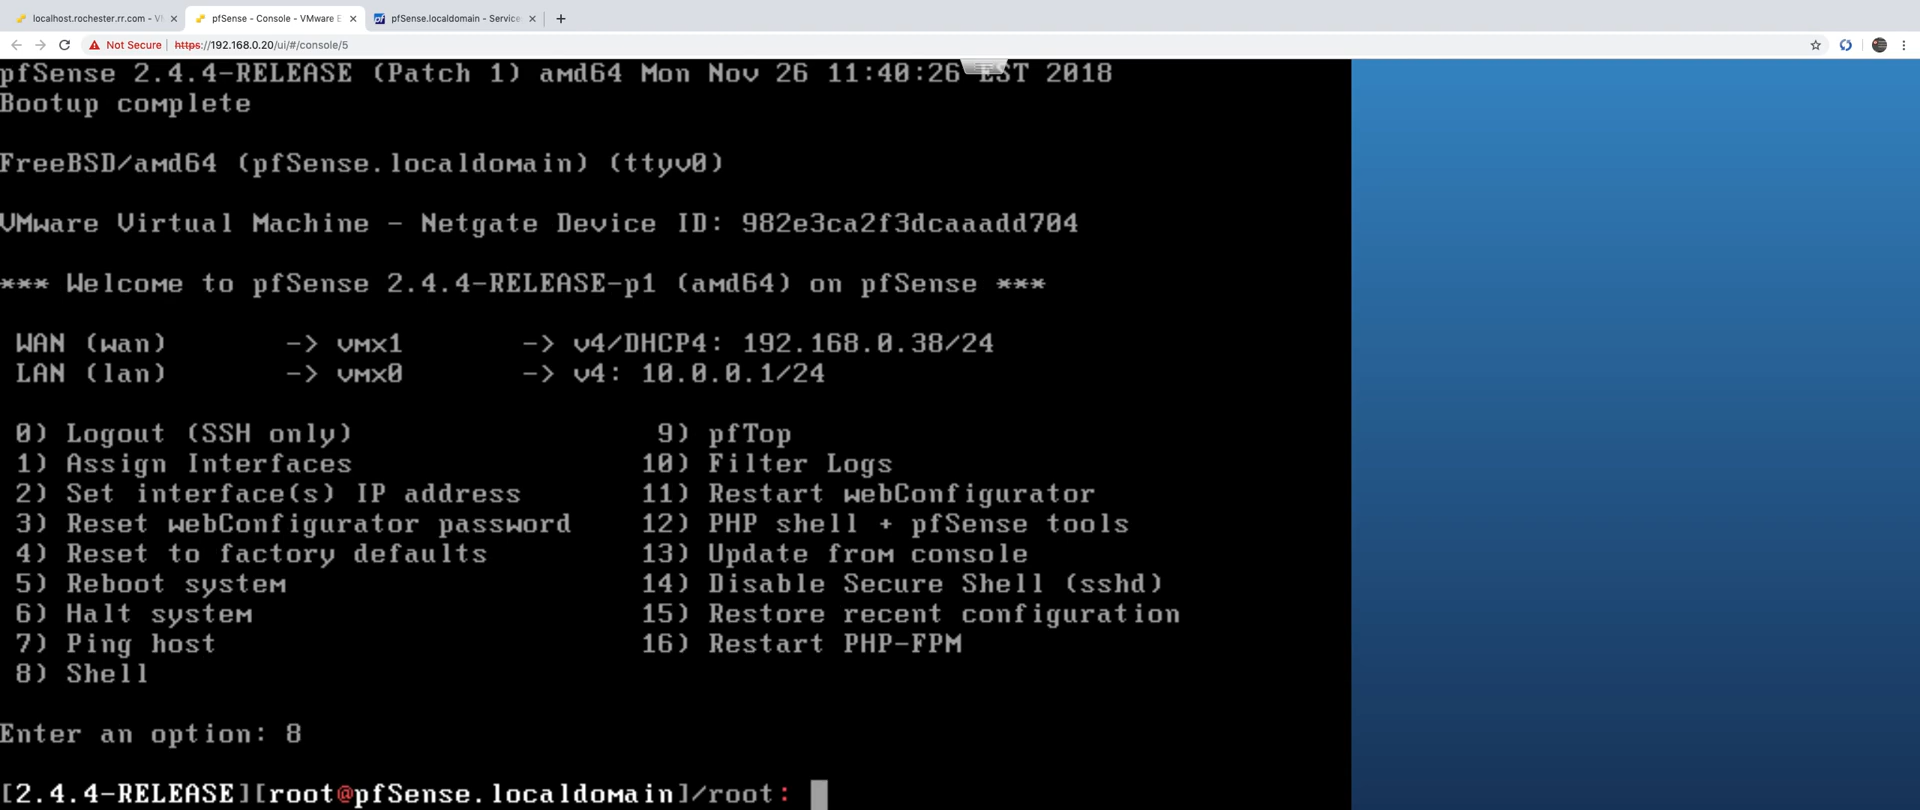 localhost.rochester.rr.com - VM
pfSense - Console - VMware E
pfSense.localdomain - Service
Not Secure | https://192.168.0.20/ui/#/console/5
pfSense 2.4.4-RELEASE (Patch 1) amd64 Mon Nov 26 11:40:26 EST 2018
Bootup complete
FreeBSD/amd64 (pfSense.localdomain) (ttyv0)
VMware Virtual Machine - Netgate Device ID: 982e3ca2f3dcaaadd704
*** Welcome to pfSense 2.4.4-RELEASE-p1 (amd64) on pfSense ***
WAN (wan) -> vmx1 -> v4/DHCP4: 192.168.0.38/24
LAN (lan) -> vmx0 -> v4: 10.0.0.1/24
0) Logout (SSH only) 9) pfTop
1) Assign Interfaces 10) Filter Logs
2) Set interface(s) IP address 11) Restart webConfigurator
3) Reset webConfigurator password 12) PHP shell + pfSense tools
4) Reset to factory defaults 13) Update from console
5) Reboot system 14) Disable Secure Shell (sshd)
6) Halt system 15) Restore recent configuration
7) Ping host 16) Restart PHP-FPM
8) Shell
Enter an option: 8
[2.4.4-RELEASE][root@pfSense.localdomain]/root: